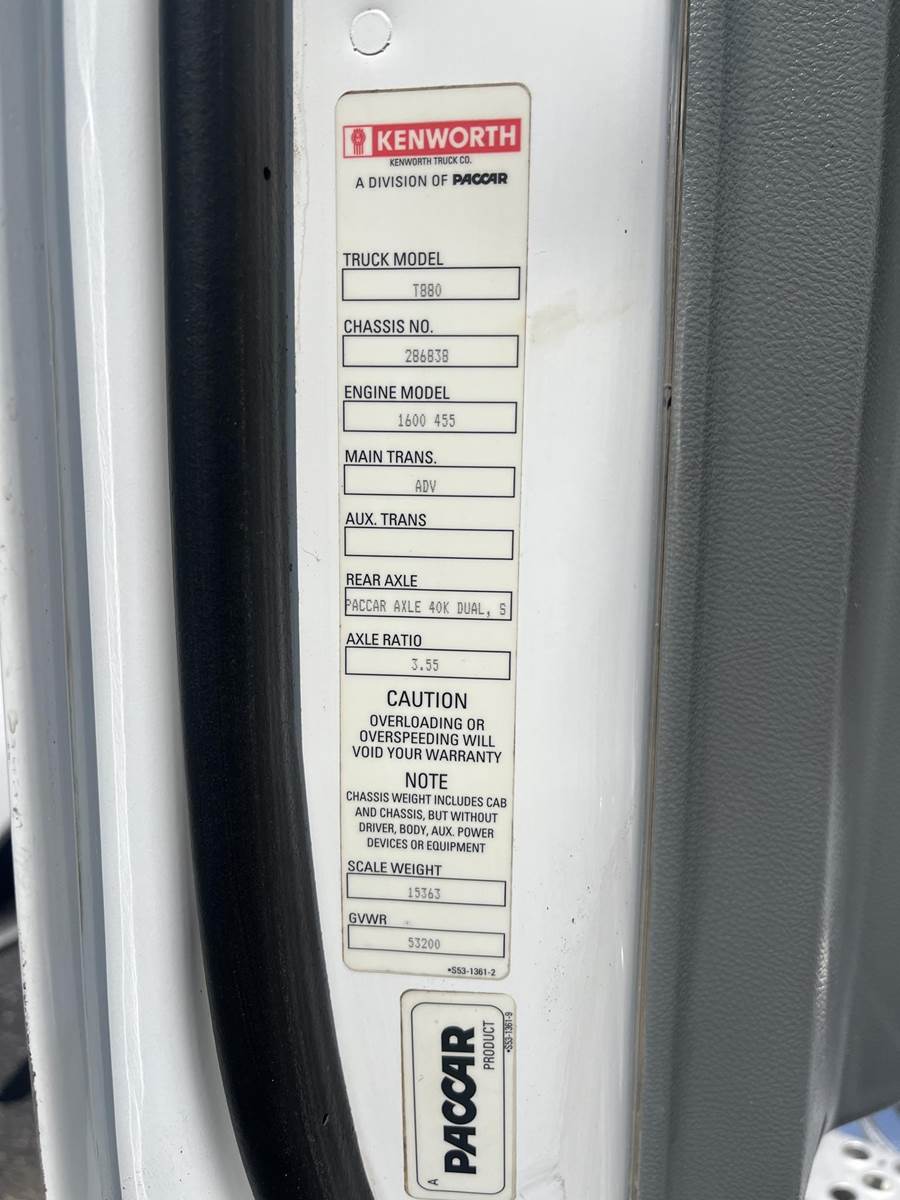 KENWORTH
KENWORTH TRUCK CO.
A DIVISION OF PACCAR
TRUCK MODEL
T880
CHASSIS NO.
286838
ENGINE MODEL
1600 455
MAIN TRANS.
ADV
AUX. TRANS
REAR AXLE
PACCAR AXLE 40K DUAL, S
AXLE RATIO
3.55
CAUTION
OVERLOADING OR
OVERSPEEDING WILL
VOID YOUR WARRANTY
NOTE
CHASSIS WEIGHT INCLUDES CAB
AND CHASSIS, BUT WITHOUT
DRIVER, BODY, AUX. POWER
DEVICES OR EQUIPMENT
SCALE WEIGHT
15363
GVWR
53200
•S53-1361-2
A
PACCAR
PRODUCT
•S53-1361-9